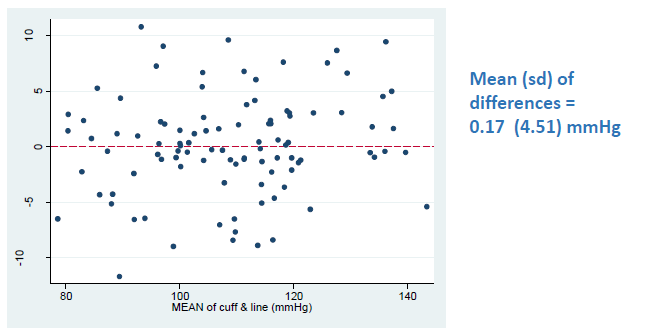 10
5
0
-5
-10
80 100 120 140
MEAN of cuff & line (mmHg)
Mean (sd) of
differences =
0.17 (4.51) mmHg